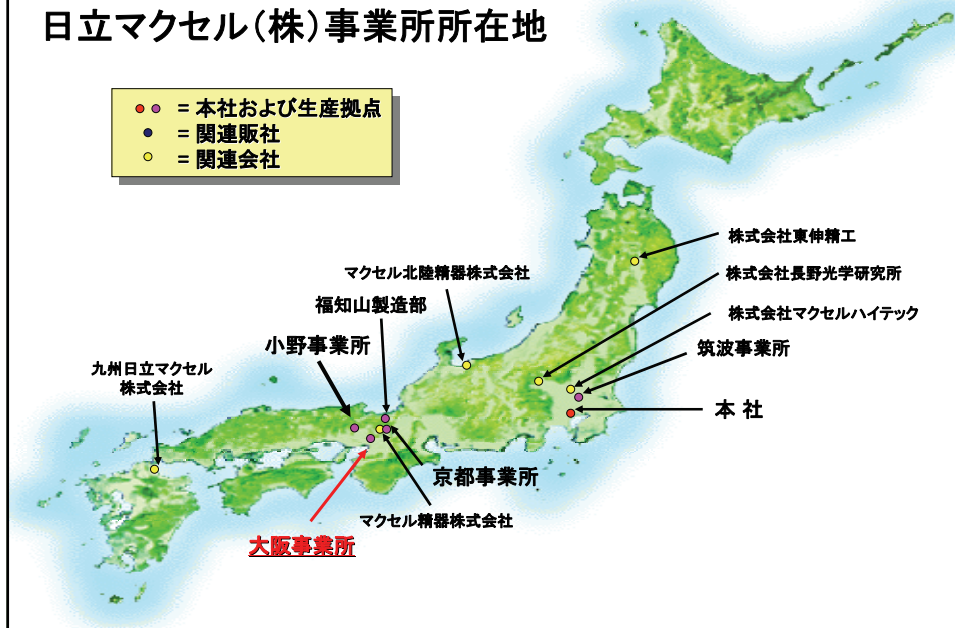 日立マクセル(株)事業所所在地
= 本社および生産拠点
= 関連販社
= 関連会社
株式会社東伸精工
マクセル北陸精器株式会社
株式会社長野光学研究所
福知山製造部
株式会社マクセルハイテック
小野事業所
筑波事業所
九州日立マクセル
株式会社
本 社
京都事業所
マクセル精器株式会社
大阪事業所